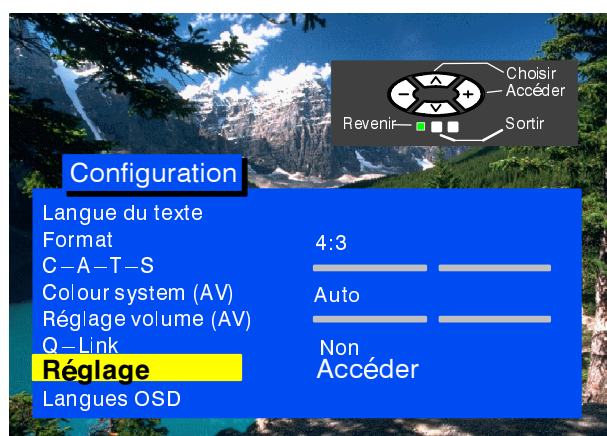 Choisir
Accéder
Revenir
Sortir
Configuration
Langue du texte
Format 4:3
C–A–T–S
Colour system (AV) Auto
Réglage volume (AV)
Q–Link Non
Réglage Accéder
Langues OSD